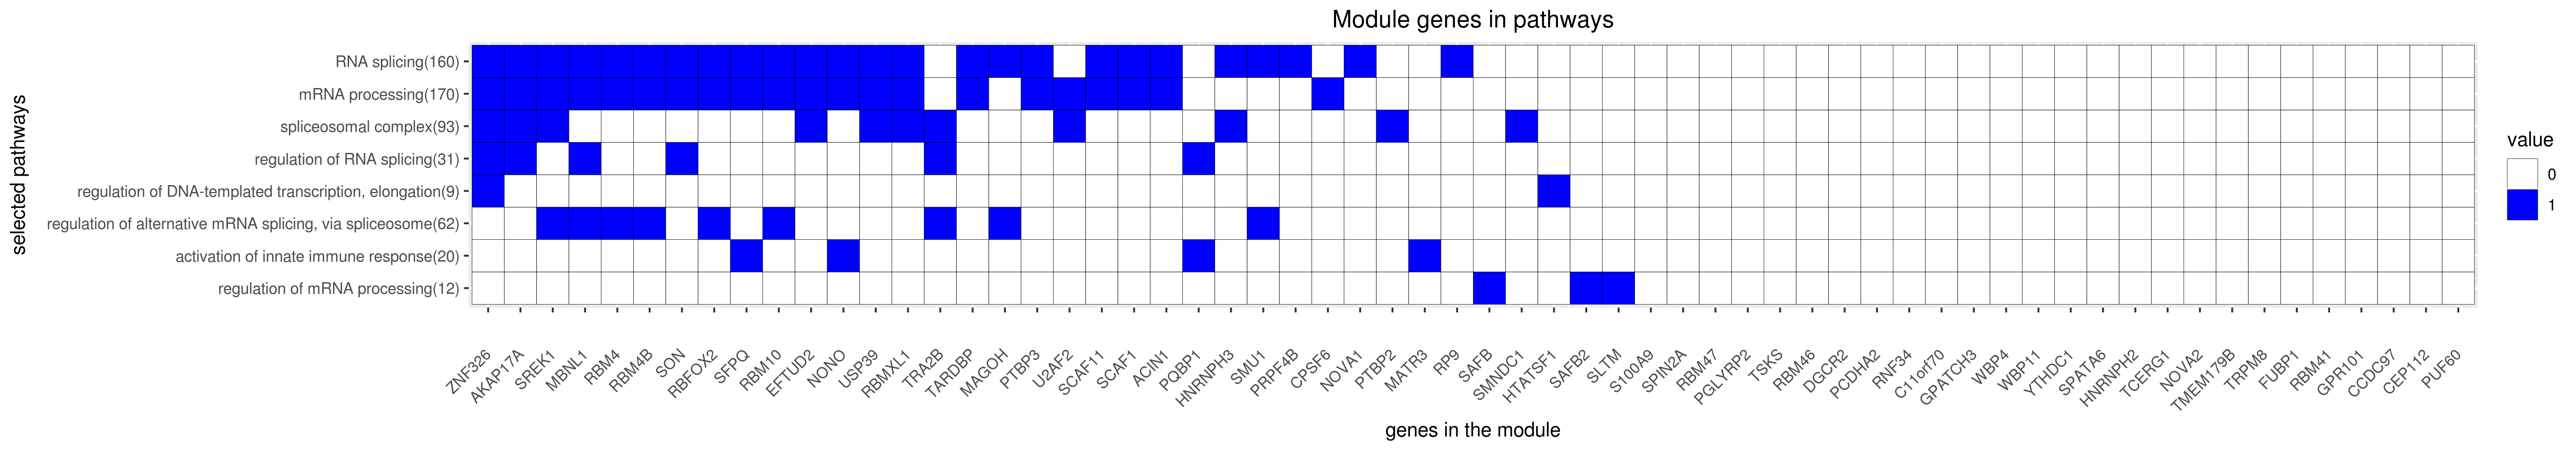 Module genes in pathways
selected pathways
RNA splicing(160)
mRNA processing(170)
spliceosomal complex(93)
regulation of RNA splicing(31)
regulation of DNA-templated transcription, elongation(9)
regulation of alternative mRNA splicing, via spliceosome(62)
activation of innate immune response(20)
regulation of mRNA processing(12)
value
0
1
ZNF326
AKAP17A
SREK1
MBNL1
RBM4
RBM4B
SON
RBFOX2
SFPQ
RBM10
EFTUD2
NONO
USP39
RBMXL1
TRA2B
TARDBP
MAGOH
PTBP3
U2AF2
SCAF11
SCAF1
ACIN1
PQBP1
HNRNPH3
SMU1
PRPF4B
CPSF6
NOVA1
PTBP2
MATR3
RP9
SAFB
SMNDC1
HTATSF1
SAFB2
SLTM
S100A9
SPIN2A
RBM47
PGLYRP2
TSKS
RBM46
DGCR2
PCDHA2
RNF34
C11orf70
GPATCH3
WBP4
WBP11
YTHDC1
SPATA6
HNRNPH2
TCERG1
NOVA2
TMEM179B
TRPM8
FUBP1
RBM41
GPR101
CCDC97
CEP112
PUF60
genes in the module